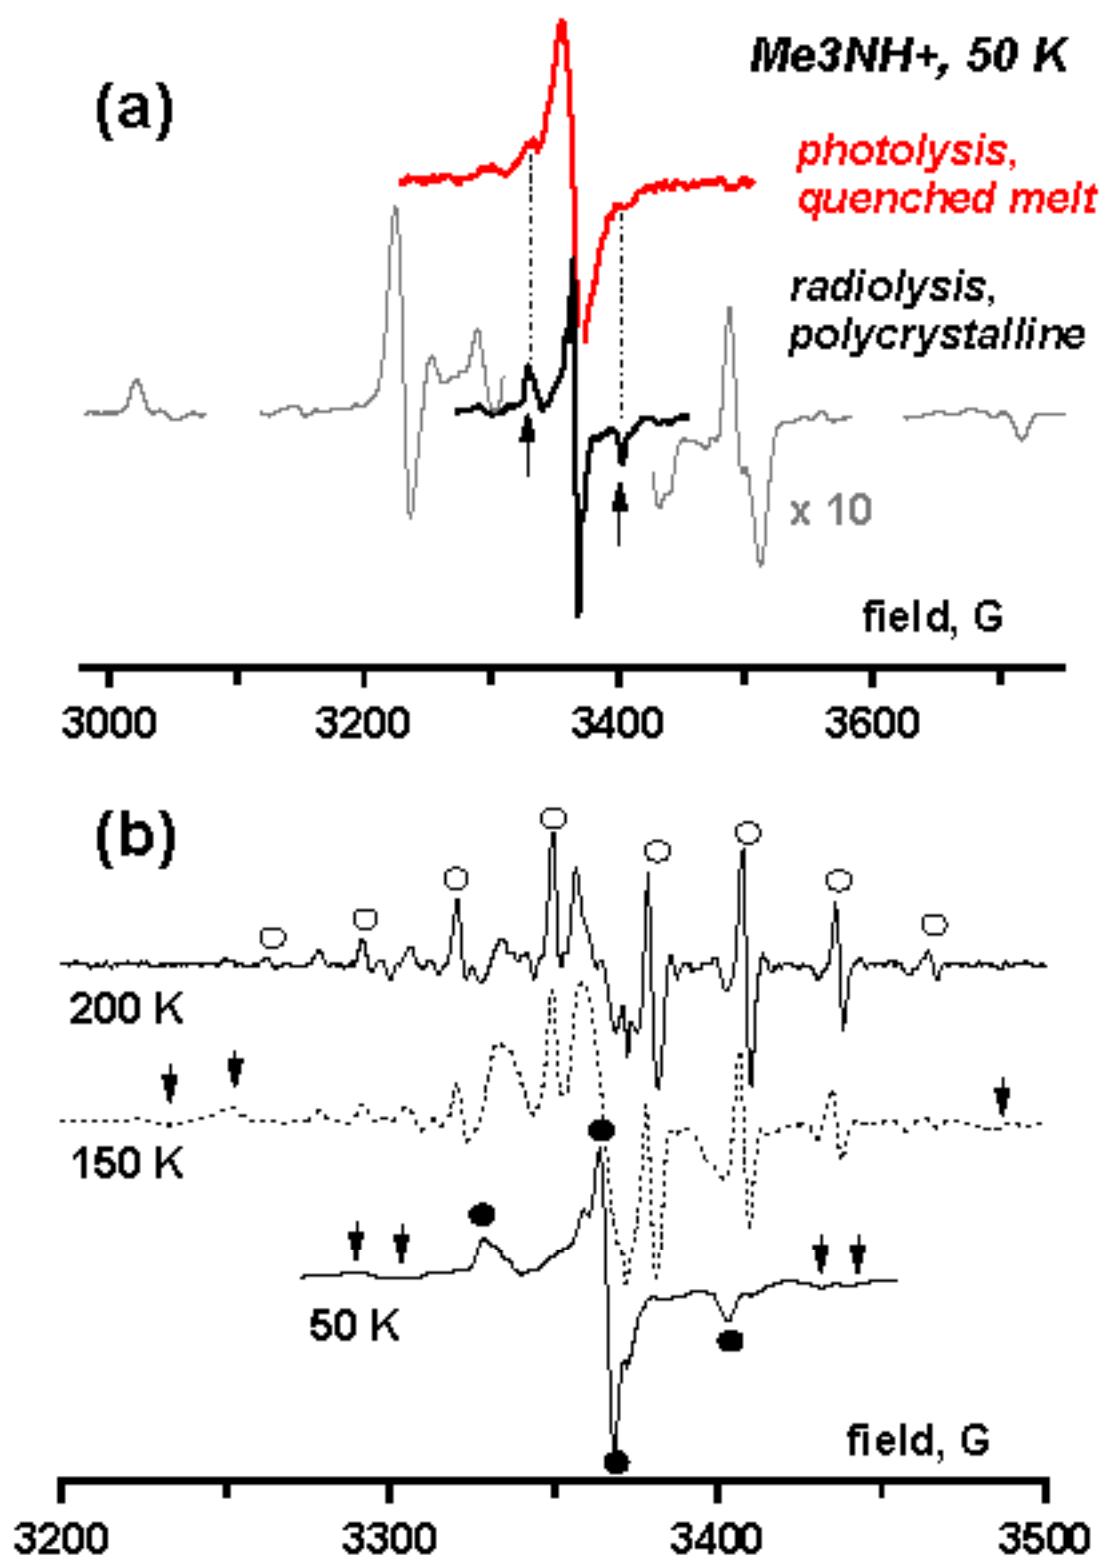 (a)
Me3NH+, 50 K
photolysis,
quenched melt
radiolysis,
polycrystalline
x 10
field, G
3000 3200 3400 3600
(b)
200 K
150 K
50 K
field, G
3200 3300 3400 3500